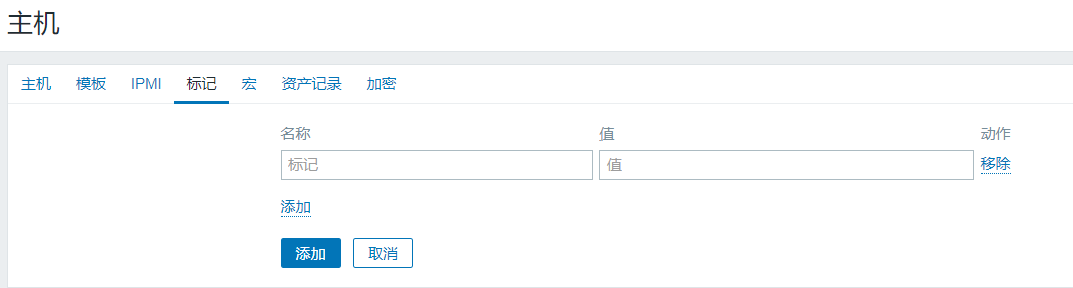 主机
主机 模板 IPMI 标记 宏 资产记录 加密
名称 值 动作
标记 值 移除
添加
添加 取消